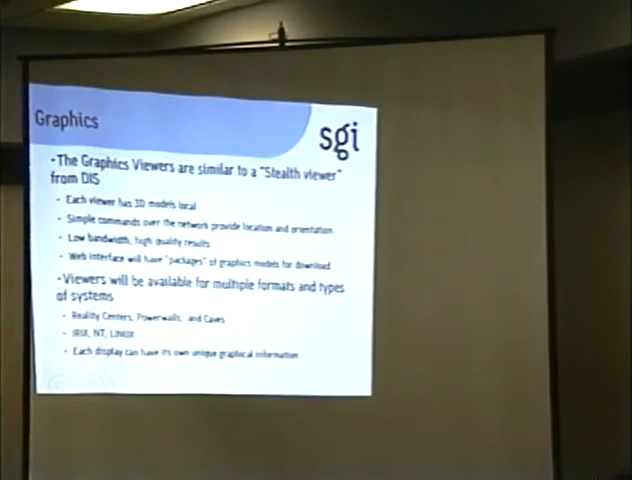 Graphics
sgi
-The Graphics Viewers are similar to a "Stealth viewer"
from DIS
- Each viewer has 3D models local
- Simple commands over the network provide location and orientation
- Low bandwidth, high quality results
- Web interface will have "packages" of graphics models for download
-Viewers will be available for multiple formats and types
of systems
- Reality Centers, Powerwalls, and Caves
- IRIX, NT, LINUX
- Each display can have its own unique graphical information